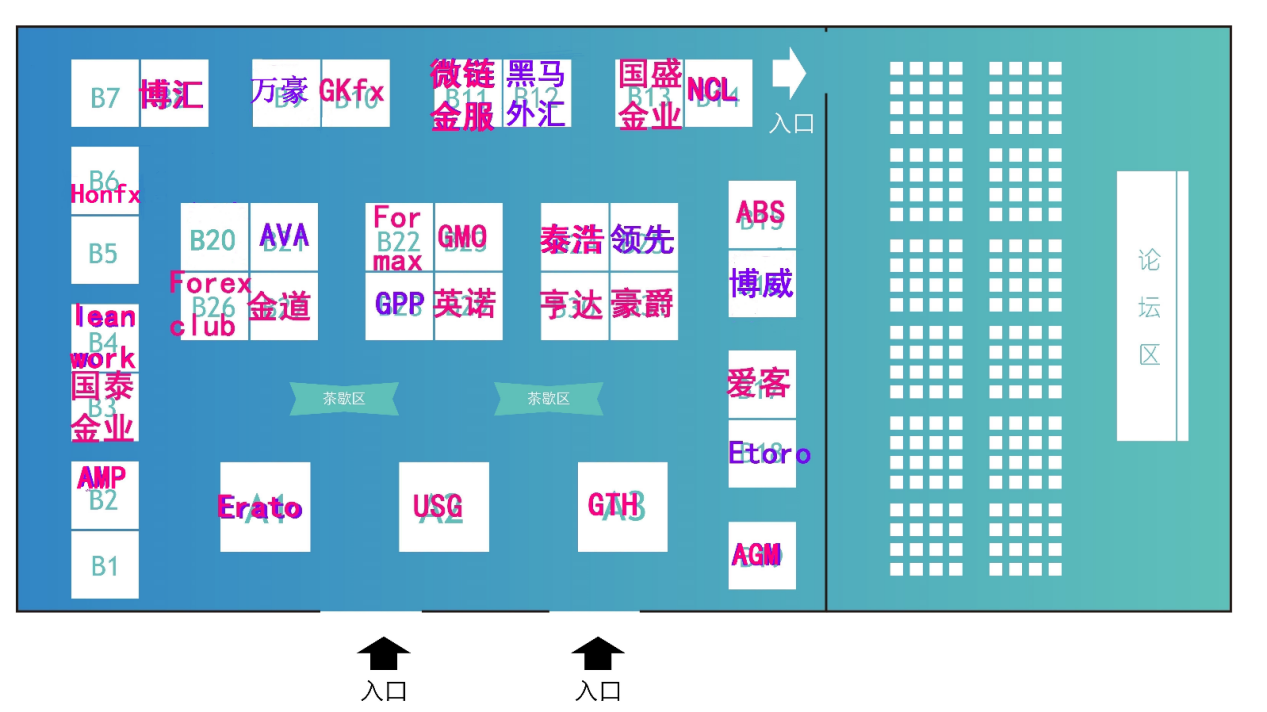 B7 博汇 B8
万豪 B9 GKfx B10
微链 黑马
B11 B12
金服 外汇
国盛 NCL
B13 B14
金业
入口
B6
Honfx
B5
B20 AVA B21
Forex 金道
B26
club
For
B22 GMO
max
GPP 英诺
泰浩 领先
亨达 B30 豪爵
ABS
B15
博威
lean
B4
work
国泰
B3
金业
茶歇区 茶歇区
爱客
B17
Etoro
B18
AMP
B2
B1
Erato A1
USG A2
GTH A3
AGM
B19
论
坛
区
入口 入口